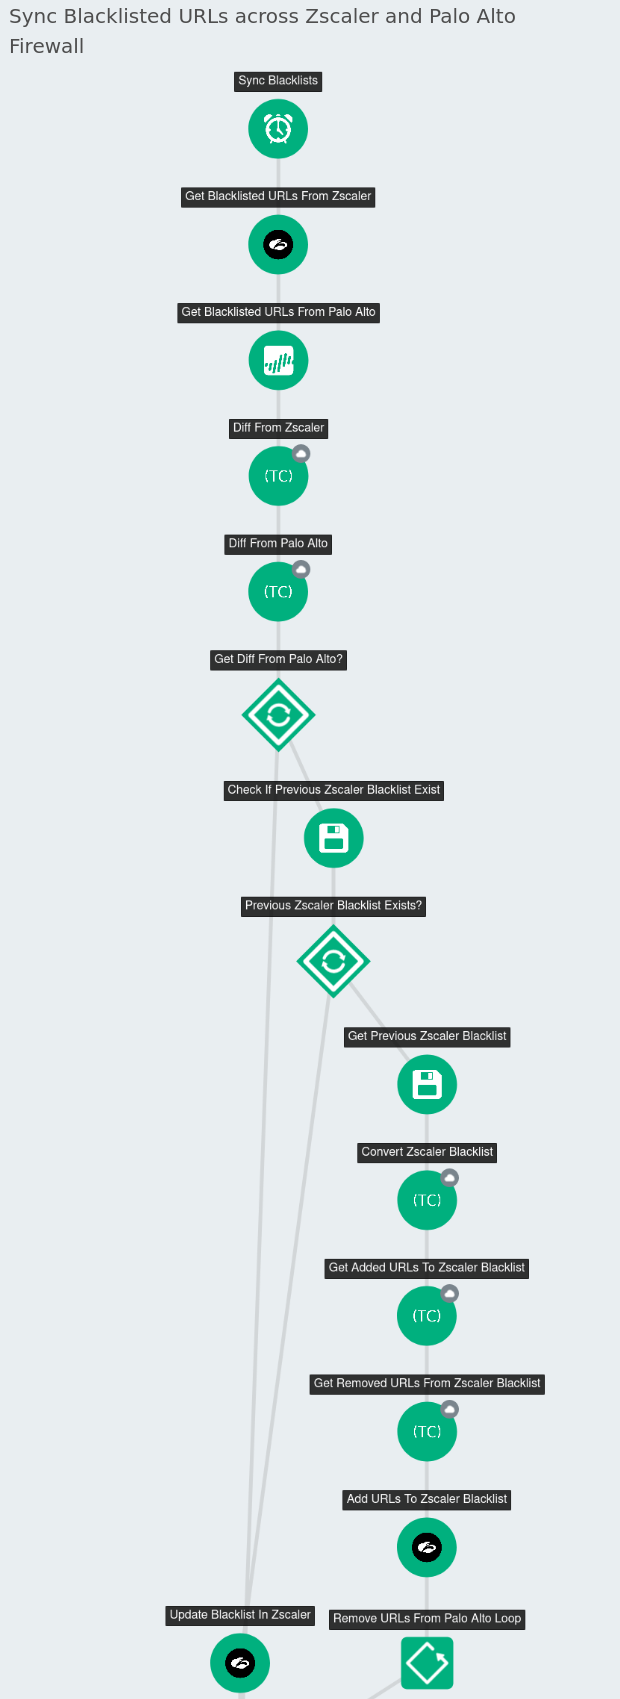 Sync Blacklisted URLs across Zscaler and Palo Alto
Firewall
Sync Blacklists
Get Blacklisted URLs From Zscaler
Get Blacklisted URLs From Palo Alto
Diff From Zscaler
(TC)
Diff From Palo Alto
(TC)
Get Diff From Palo Alto?
Check If Previous Zscaler Blacklist Exist
Previous Zscaler Blacklist Exists?
Get Previous Zscaler Blacklist
Convert Zscaler Blacklist
(TC)
Get Added URLs To Zscaler Blacklist
(TC)
Get Removed URLs From Zscaler Blacklist
(TC)
Add URLs To Zscaler Blacklist
Update Blacklist In Zscaler
Remove URLs From Palo Alto Loop